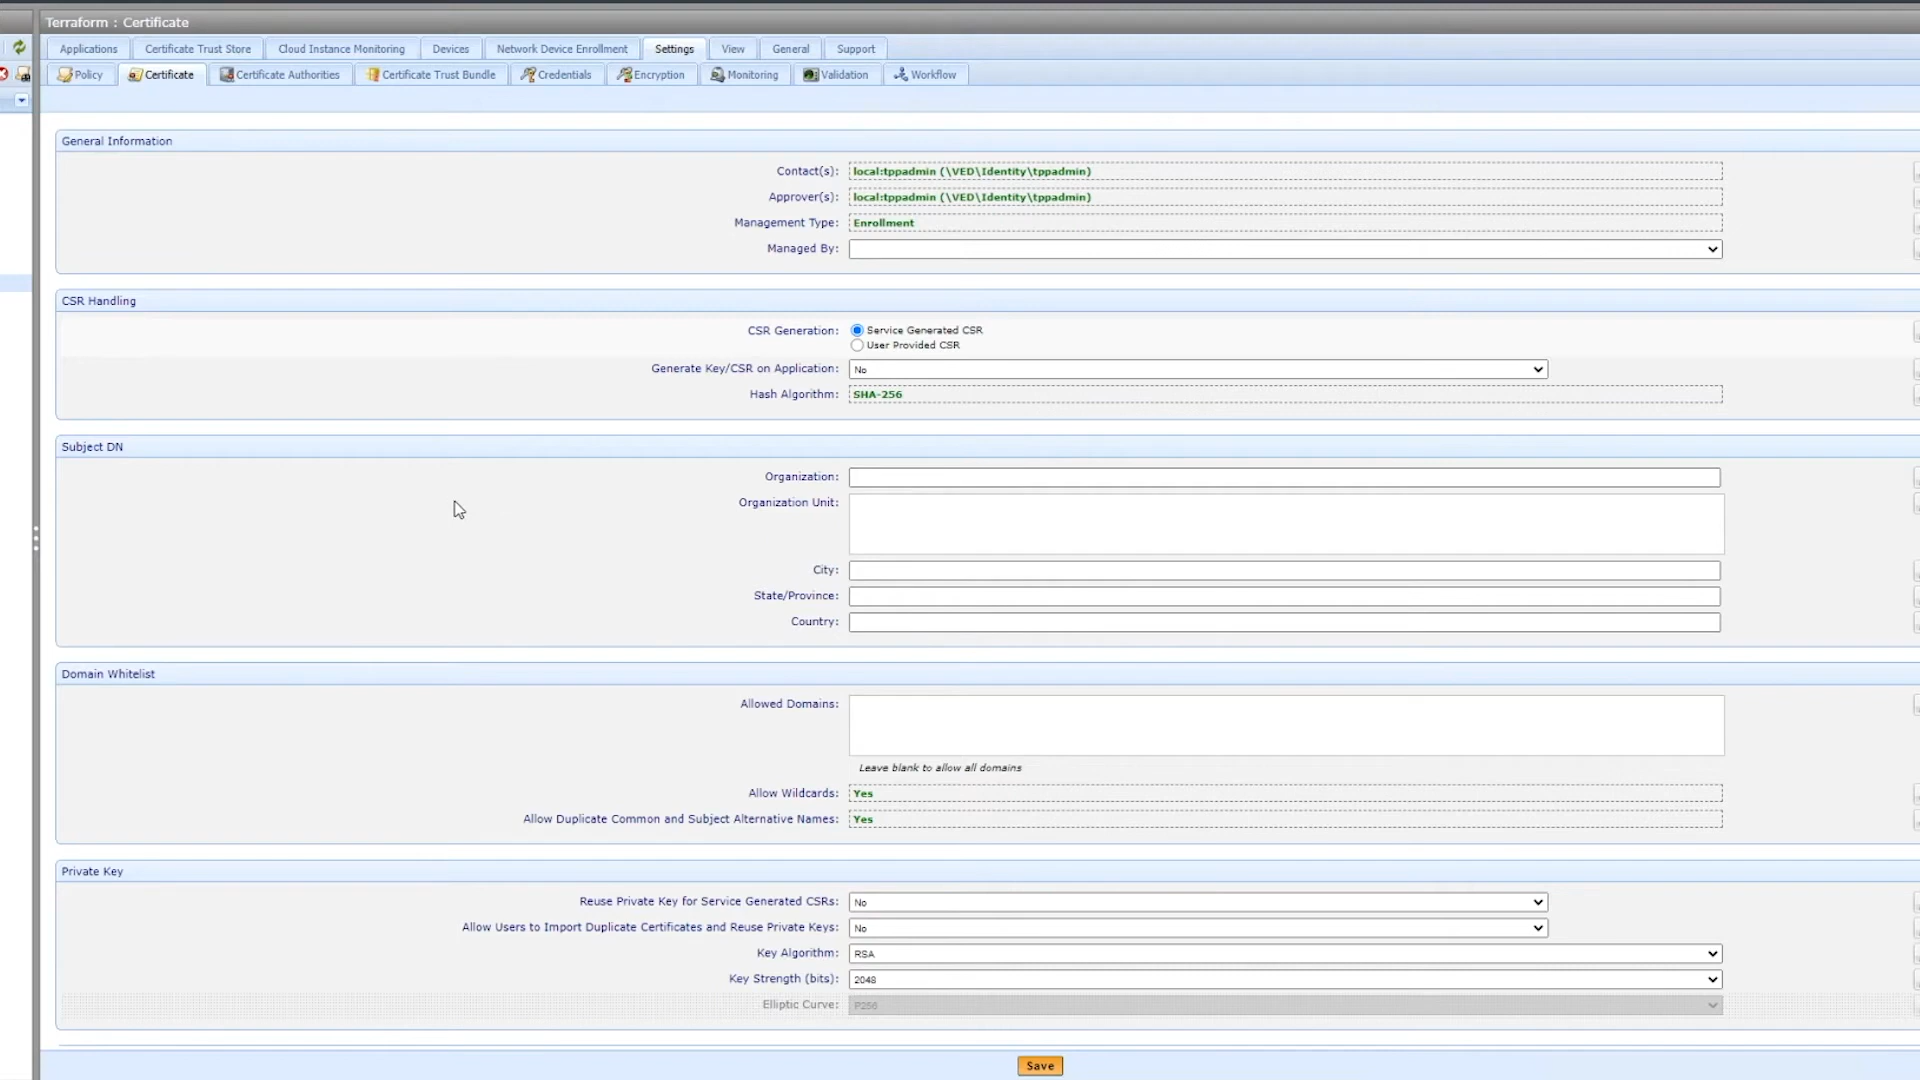 Terraform : Certificate
Applications Certificate Trust Store Cloud Instance Monitoring Devices Network Device Enrollment Settings View General Support
Policy Certificate Certificate Authorities Certificate Trust Bundle Credentials Encryption Monitoring Validation Workflow
General Information
Contact(s): local:tppadmin (\VED\Identity\tppadmin)
Approver(s): local:tppadmin (\VED\Identity\tppadmin)
Management Type: Enrollment
Managed By:
CSR Handling
CSR Generation: Service Generated CSR
User Provided CSR
Generate Key/CSR on Application: No
Hash Algorithm: SHA-256
Subject DN
Organization:
Organization Unit:
City:
State/Province:
Country:
Domain Whitelist
Allowed Domains:
Leave blank to allow all domains
Allow Wildcards: Yes
Allow Duplicate Common and Subject Alternative Names: Yes
Private Key
Reuse Private Key for Service Generated CSRs: No
Allow Users to Import Duplicate Certificates and Reuse Private Keys: No
Key Algorithm: RSA
Key Strength (bits): 2048
Elliptic Curve: P256
Save